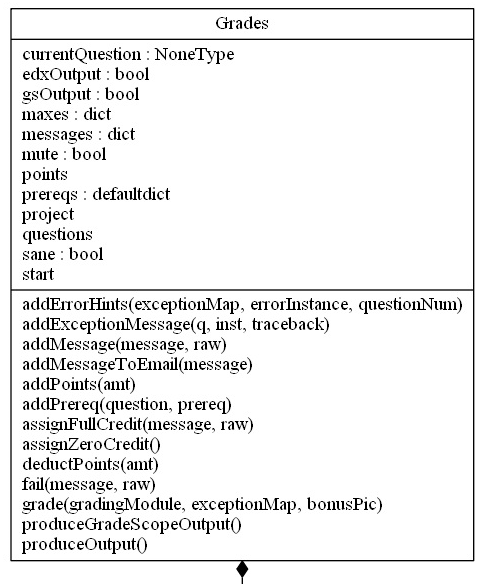 Grades
currentQuestion : NoneType
edxOutput : bool
gsOutput : bool
maxes : dict
messages : dict
mute : bool
points
prereqs : defaultdict
project
questions
sane : bool
start
addErrorHints(exceptionMap, errorInstance, questionNum)
addExceptionMessage(q, inst, traceback)
addMessage(message, raw)
addMessageToEmail(message)
addPoints(amt)
addPrereq(question, prereq)
assignFullCredit(message, raw)
assignZeroCredit()
deductPoints(amt)
fail(message, raw)
grade(gradingModule, exceptionMap, bonusPic)
produceGradeScopeOutput()
produceOutput()